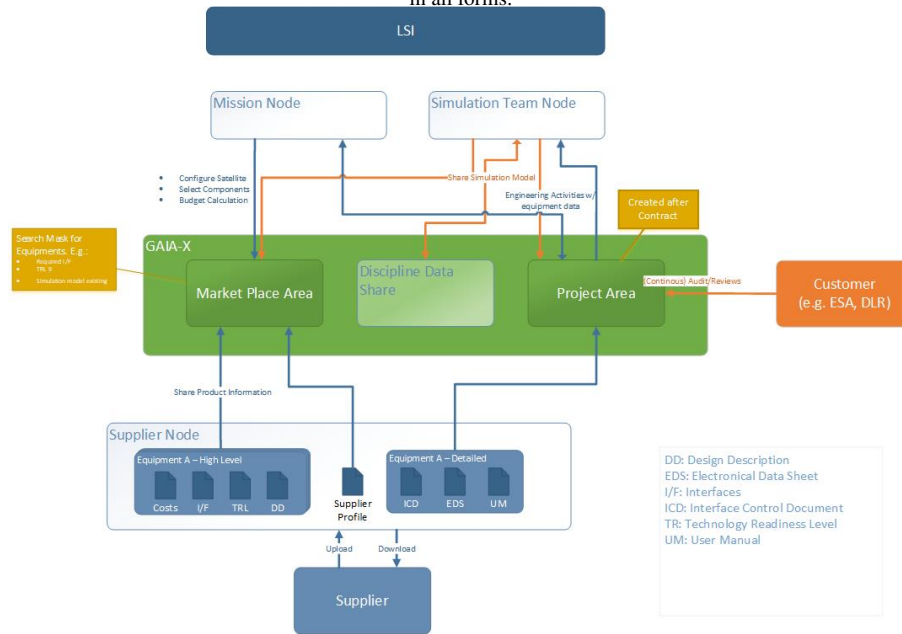 in all forms.
LSI
Mission Node
Simulation Team Node
• Configure Satellite
• Select Components
• Budget Calculation
Share Simulation Model
Engineering Activities w/
equipment data
Created after
Contract
Search Mask for
Equipments. E.g.:
• Required I/F
• TRL 9
• Simulation model existing
GAIA-X
Market Place Area
Discipline Data
Share
Project Area
(Continous) Audit/Reviews
Customer
(e.g. ESA, DLR)
Share Product Information
Supplier Node
Equipment A – High Level
Costs
I/F
TRL
DD
Supplier
Profile
Equipment A – Detailed
ICD
EDS
UM
Upload
Download
Supplier
DD: Design Description
EDS: Electronical Data Sheet
I/F: Interfaces
ICD: Interface Control Document
TR: Technology Readiness Level
UM: User Manual